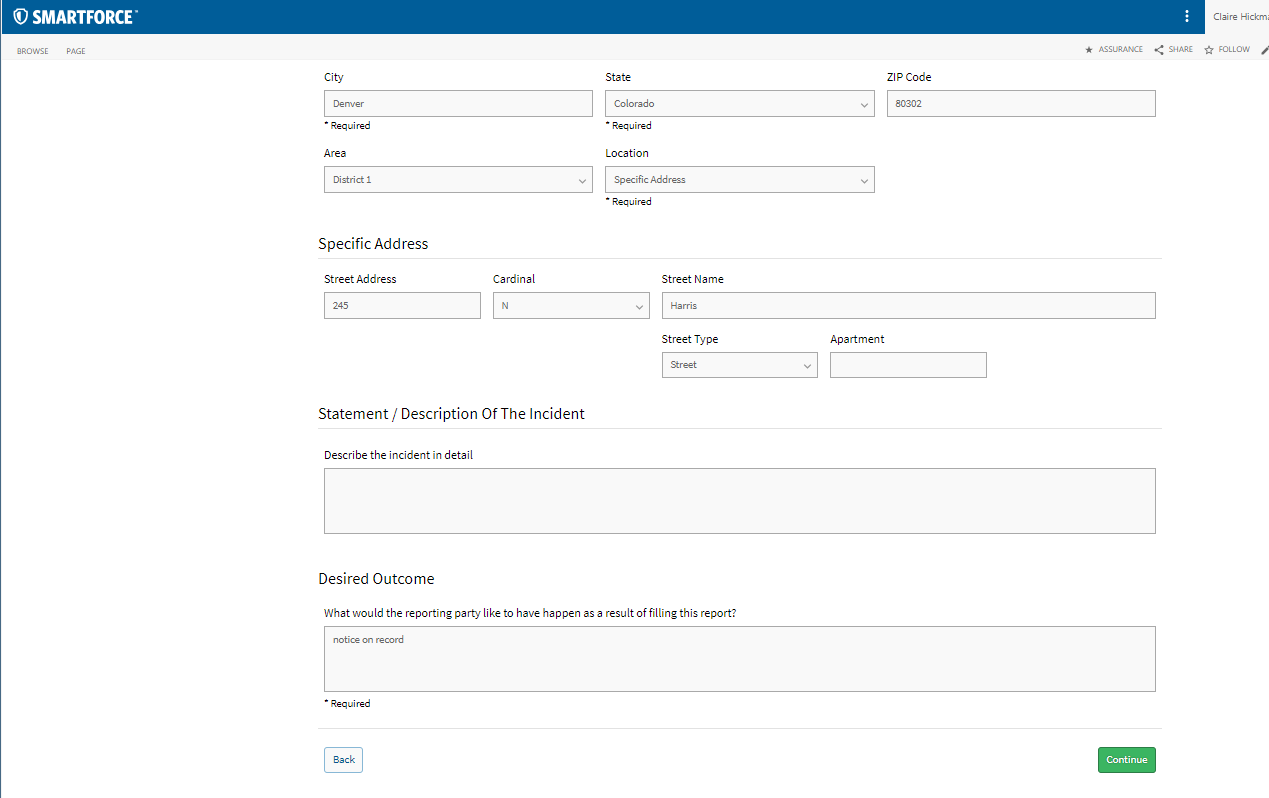 SMARTFORCE™
Claire Hickma
BROWSE PAGE ASSURANCE SHARE FOLLOW
City State ZIP Code
Denver Colorado 80302
* Required * Required
Area Location
District 1 Specific Address
* Required
Specific Address
Street Address Cardinal Street Name
245 N Harris
Street Type Apartment
Street
Statement / Description Of The Incident
Describe the incident in detail
Desired Outcome
What would the reporting party like to have happen as a result of filling this report?
notice on record
* Required
Back Continue